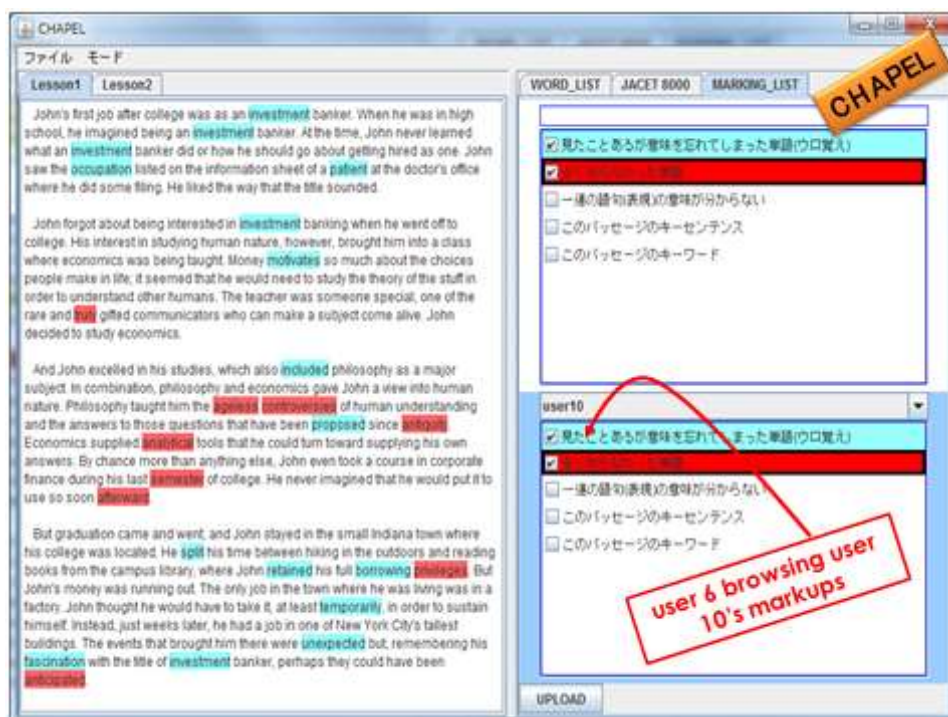 CHAPEL
ファイル モード
Lesson1 Lesson2
John's first job after college was as an investment banker. When he was in high
school, he imagined being an investment banker. At the time, John never learned
what an investment banker did or how he should go about getting hired as one. John
saw the occupation listed on the information sheet of a patient at the doctor's office
where he did some filing. He liked the way that the title sounded.
John forgot about being interested in investment banking when he went off to
college. His interest in studying human nature, however, brought him into a class
where economics was being taught. Money motivates so much about the choices
people make in life; it seemed that he would need to study the theory of the stuff in
order to understand other humans. The teacher was someone special, one of the
rare and truly gifted communicators who can make a subject come alive. John
decided to study economics.
And John excelled in his studies, which also included philosophy as a major
subject. In combination, philosophy and economics gave John a view into human
nature. Philosophy taught him the ageless controversies of human understanding
and the answers to those questions that have been proposed since antiquity.
Economics supplied analytical tools that he could turn toward supplying his own
answers. By chance more than anything else, John even took a course in corporate
finance during his last semester of college. He never imagined that he would put it to
use so soon afterward.
But graduation came and went, and John stayed in the small Indiana town where
his college was located. He split his time between hiking in the outdoors and reading
books from the campus library, where John retained his full borrowing privileges. But
John's money was running out. The only job in the town where he was living was in a
factory. John thought he would have to take it, at least temporarily, in order to sustain
himself. Instead, just weeks later, he had a job in one of New York City's tallest
buildings. The events that brought him there were unexpected but, remembering his
fascination with the title of investment banker, perhaps they could have been
anticipated.
WORD_LIST JACET 8000 MARKING_LIST
CHAPEL
見たことあるが意味を忘れてしまった単語(ウロ覚え)
一連の語句(表現)の意味が分からない
このパッセージのキーセンテンス
このパッセージのキーワード
user10
見たことあるが意味を忘れてしまった単語(ウロ覚え)
一連の語句(表現)の意味が分からない
このパッセージのキーセンテンス
このパッセージのキーワード
user 6 browsing user
10's markups
UPLOAD